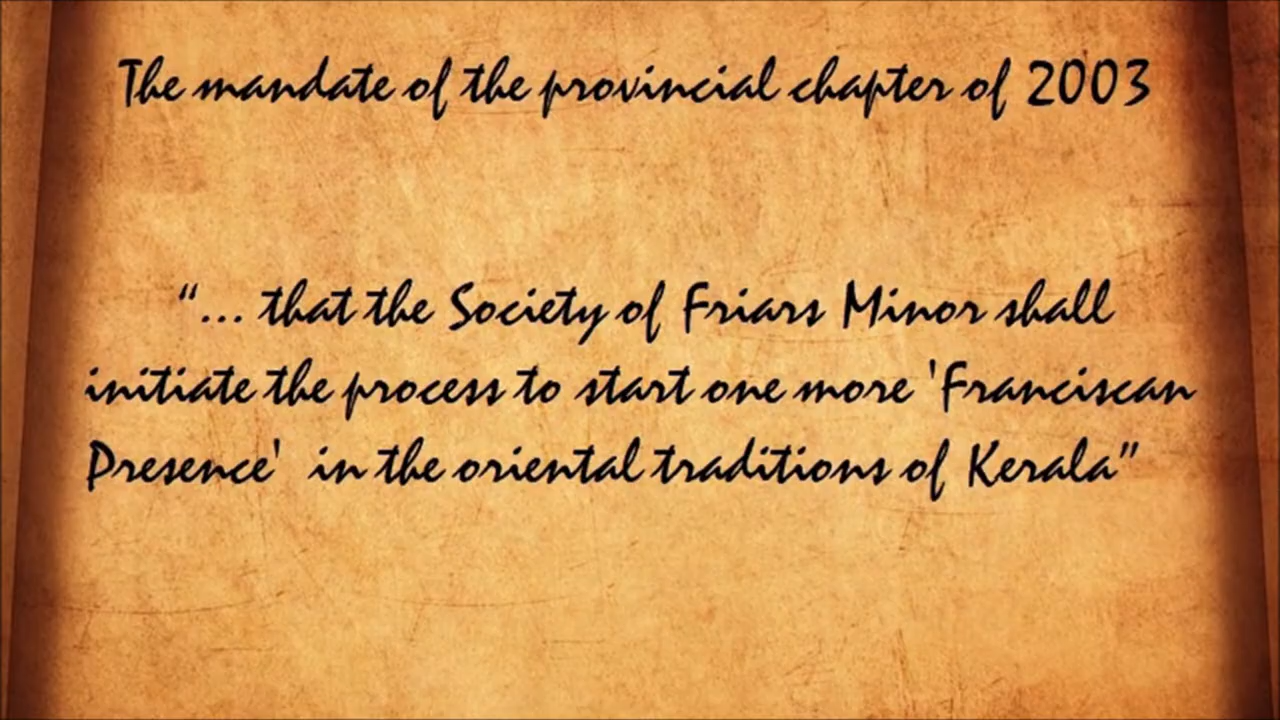 The mandate of the provincial chapter of 2003
“... that the Society of Friars Minor shall
initiate the process to start one more 'Franciscan
Presence' in the oriental traditions of Kerala”